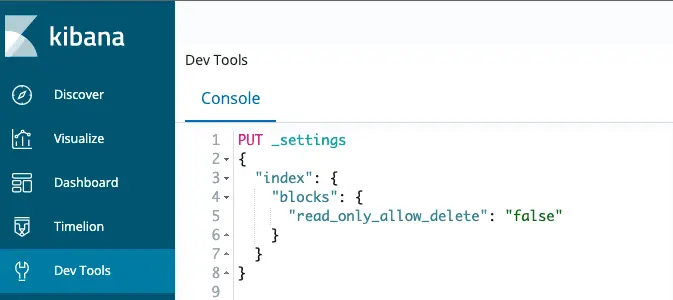 kibana
Discover
Visualize
Dashboard
Timelion
Dev Tools
Dev Tools
Console
1 PUT _settings
2 {
3 "index": {
4 "blocks": {
5 "read_only_allow_delete": "false"
6 }
7 }
8 }
9